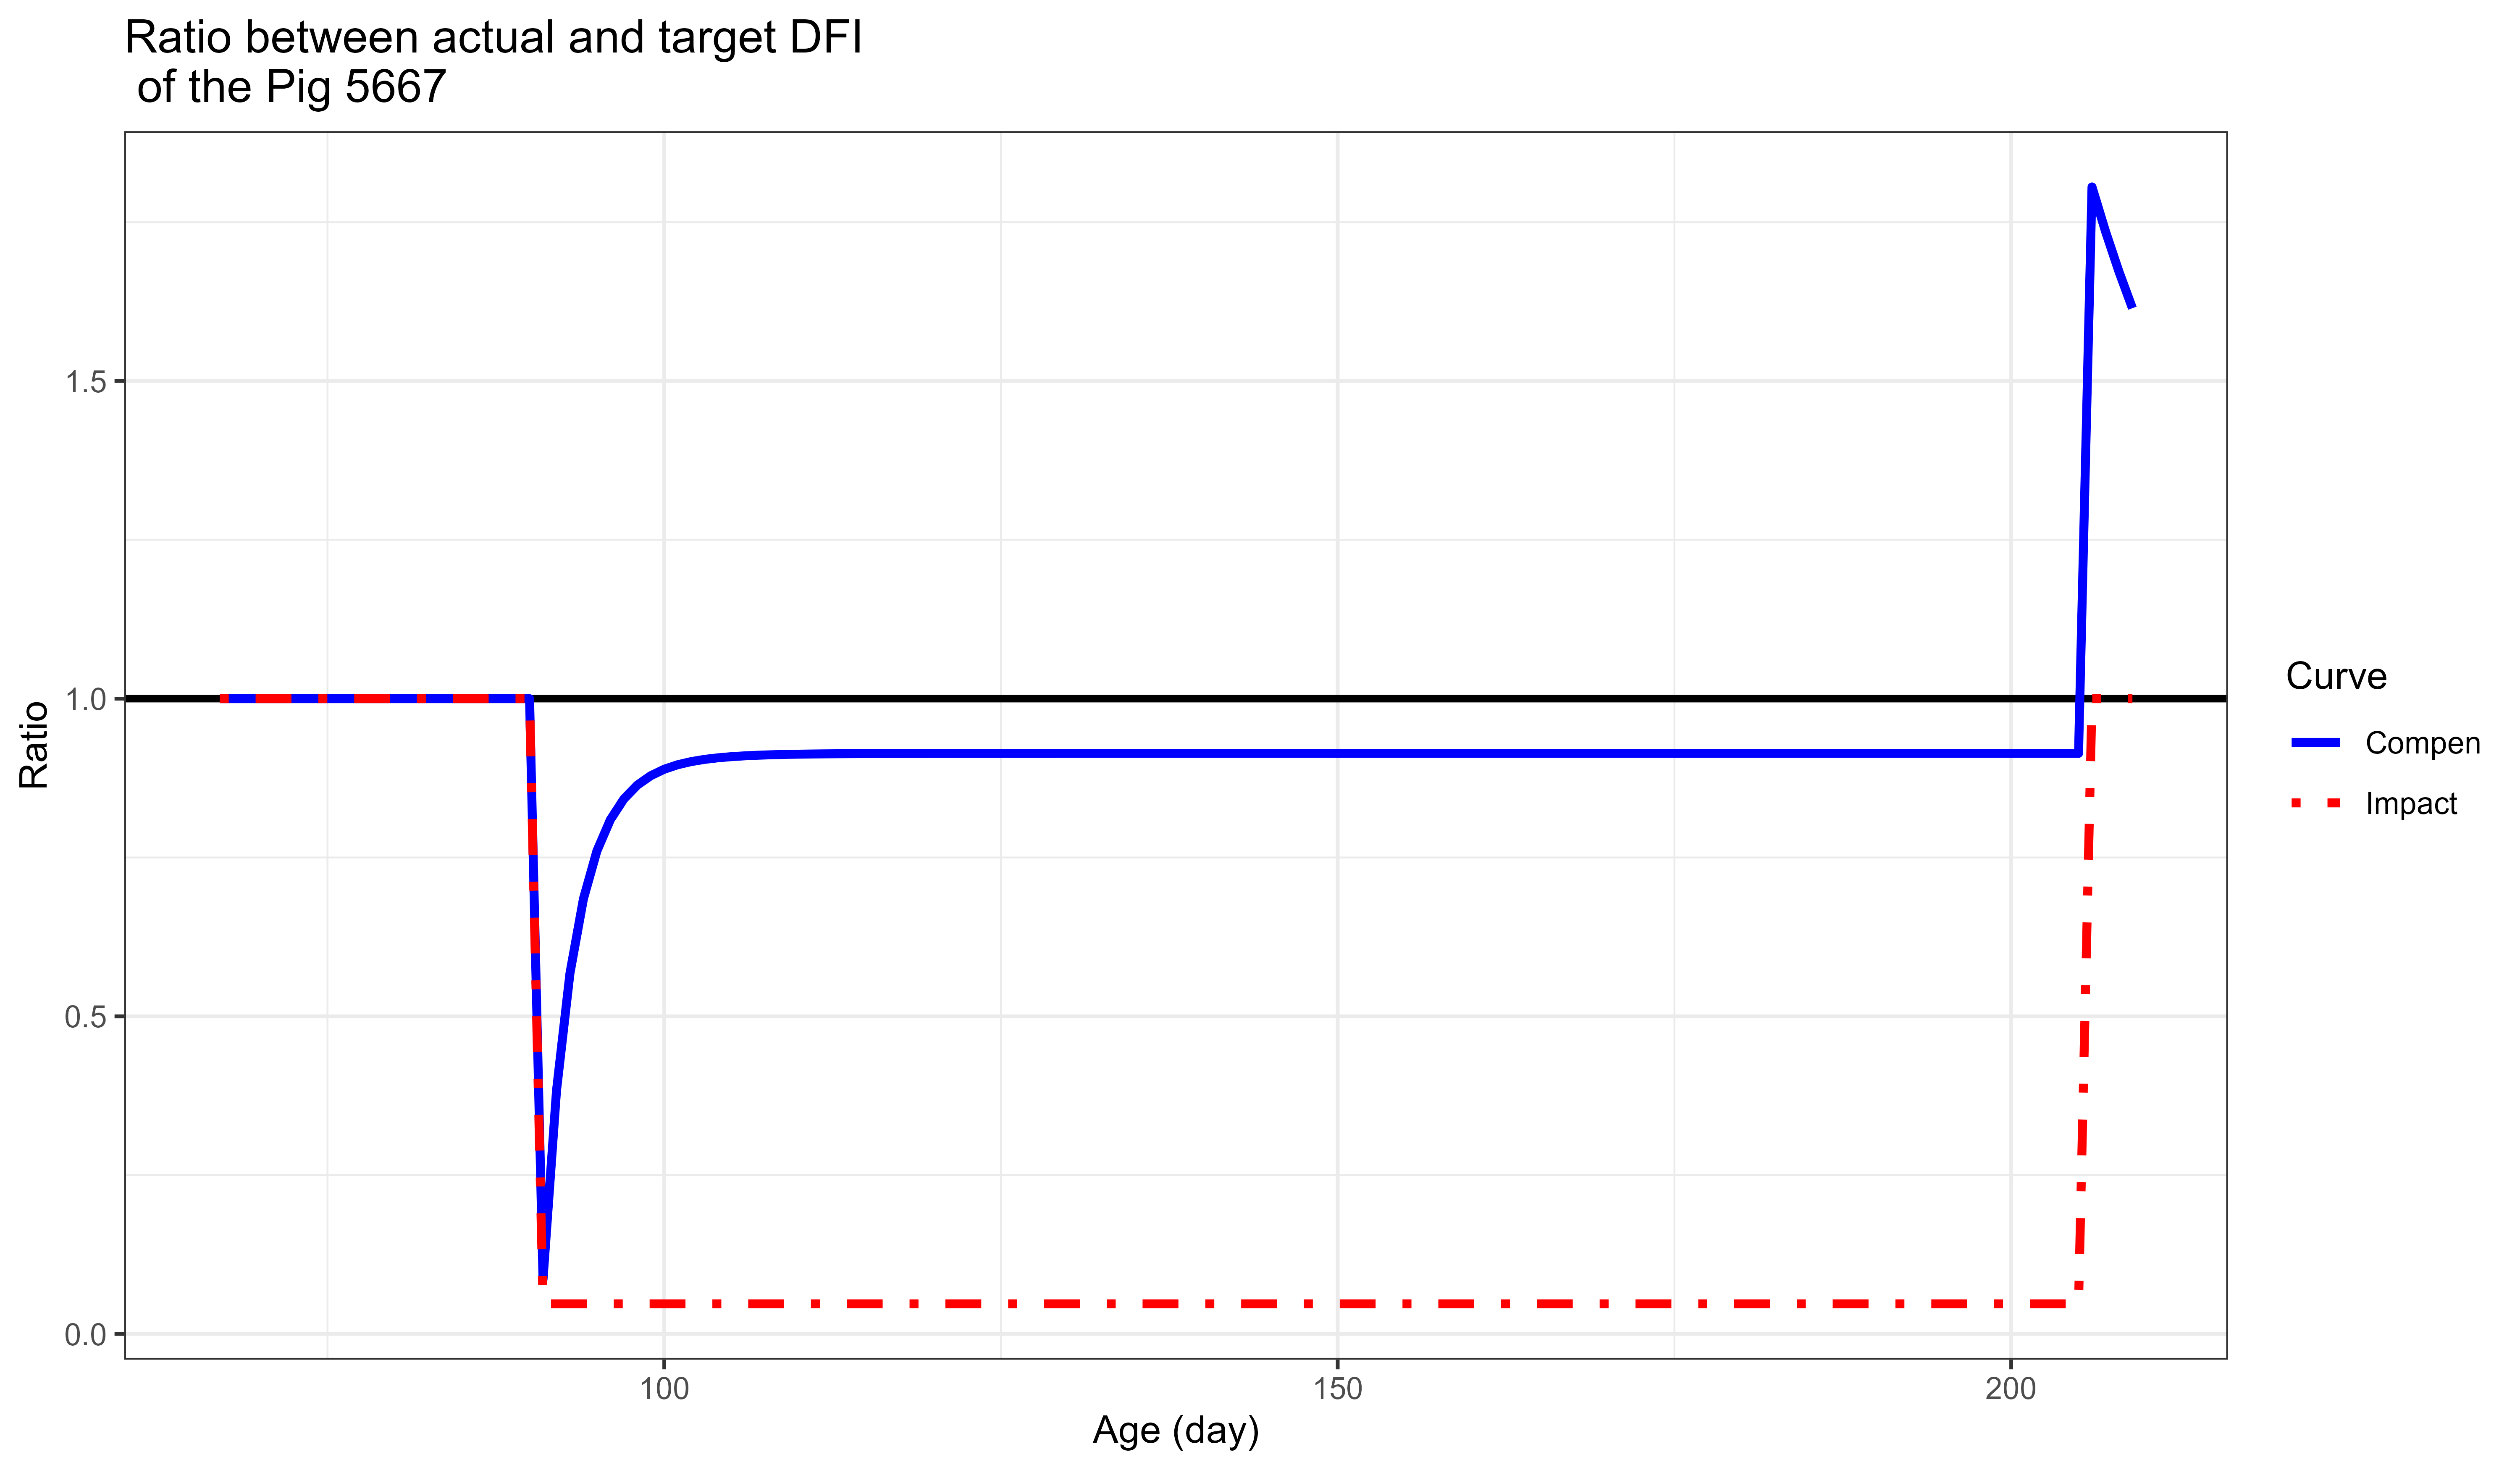 Ratio between actual and target DFI
of the Pig 5667
1.5
1.0
0.5
0.0
Ratio
100
150
200
Age (day)
Curve
Compen
Impact